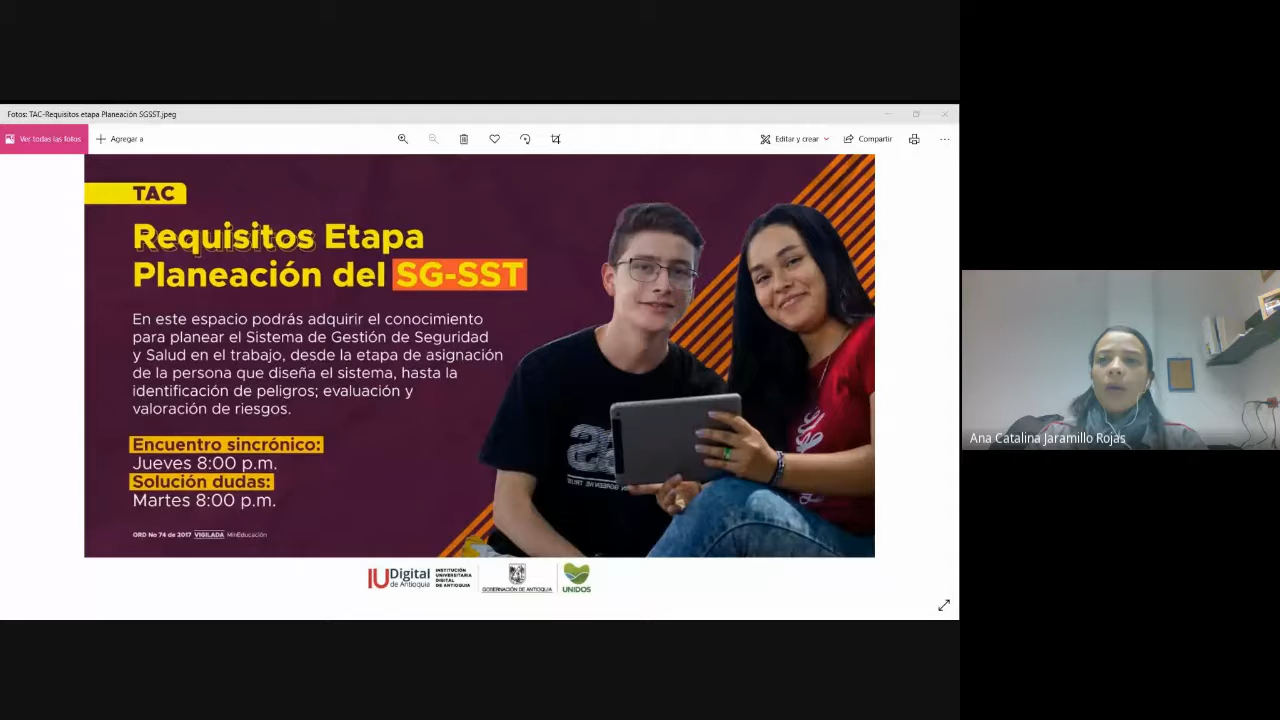 Fotos: TAC-Requisitos etapa Planeación SGSST.jpeg
Ver todas las fotos
Agregar a
Editar y crear
Compartir
TAC
Requisitos Etapa
Planeación del SG-SST
En este espacio podrás adquirir el conocimiento
para planear el Sistema de Gestión de Seguridad
y Salud en el trabajo, desde la etapa de asignación
de la persona que diseña el sistema, hasta la
identificación de peligros; evaluación y
valoración de riesgos.
Encuentro sincrónico:
Jueves 8:00 p.m.
Solución dudas:
Martes 8:00 p.m.
ORD No 74 de 2017 VIGILADA MinEducación
IUDigital
de Antioquia
INSTITUCIÓN
UNIVERSITARIA
DIGITAL
DE ANTIOQUIA
GOBERNACIÓN DE ANTIOQUIA
UNIDOS
Ana Catalina Jaramillo Rojas